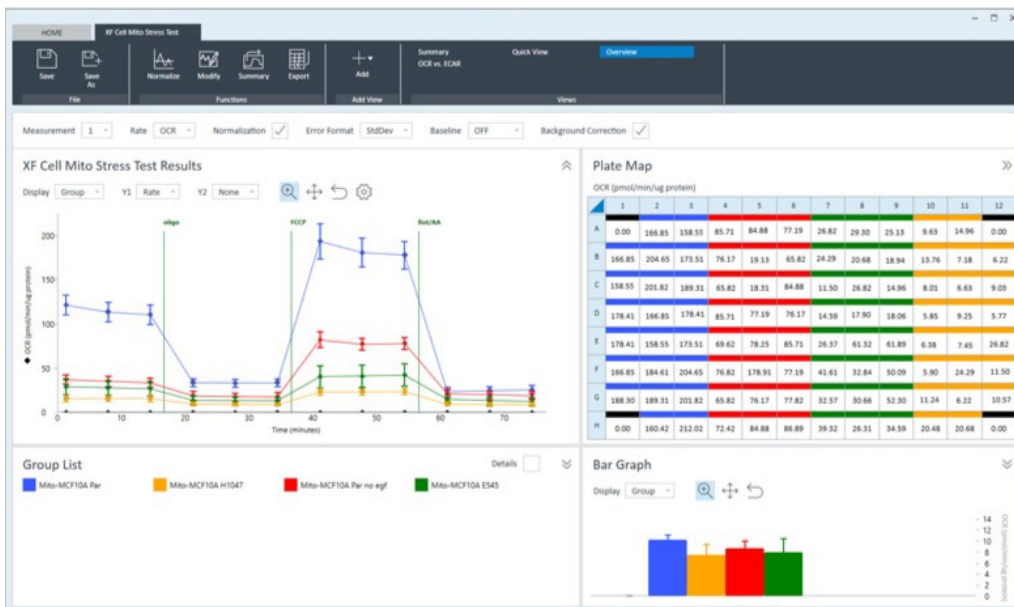 HOME XF Cell Mito Stress Test
Save Save As Normalize Modify Summary Export Add
File Functions Add View Views
Summary Quick View Overview
OCR vs. ECAR
Measurement 1 Rate OCR Normalization Error Format StdDev Baseline OFF Background Correction
XF Cell Mito Stress Test Results
Display Group Y1 Rate Y2 None
oligo FCCP Rot/AA
200
150
100
50
0
OCR (pmol/min/ug protein)
0 10 20 30 40 50 60 70
Time (minutes)
Plate Map
OCR (pmol/min/ug protein)
1 2 3 4 5 6 7 8 9 10 11 12
A 0.00 166.85 158.55 85.71 84.88 77.19 26.82 29.30 25.13 9.63 14.96 0.00
B 166.85 204.65 173.51 76.17 19.13 65.82 24.29 20.68 18.94 13.76 7.18 6.22
C 158.55 201.82 189.31 65.82 18.31 84.88 11.50 26.82 14.96 8.01 6.63 9.03
D 178.41 166.85 178.41 85.71 77.19 76.17 14.59 17.90 18.06 5.85 9.25 5.77
E 178.41 158.55 173.51 69.62 78.25 85.71 26.37 61.32 61.89 6.38 7.45 26.82
F 166.85 184.61 204.65 76.82 178.91 77.19 41.61 32.84 50.09 5.90 24.29 11.50
G 188.30 189.31 201.82 65.82 76.17 77.82 32.57 30.66 52.30 11.24 6.22 10.57
H 0.00 160.42 212.02 72.42 84.88 86.89 39.32 26.31 34.59 20.48 20.68 0.00
Group List Details
Mito-MCF10A Par Mito-MCF10A H1047 Mito-MCF10A Par no egf Mito-MCF10A E545
Bar Graph
Display Group
14
12
10
8
6
4
2
0